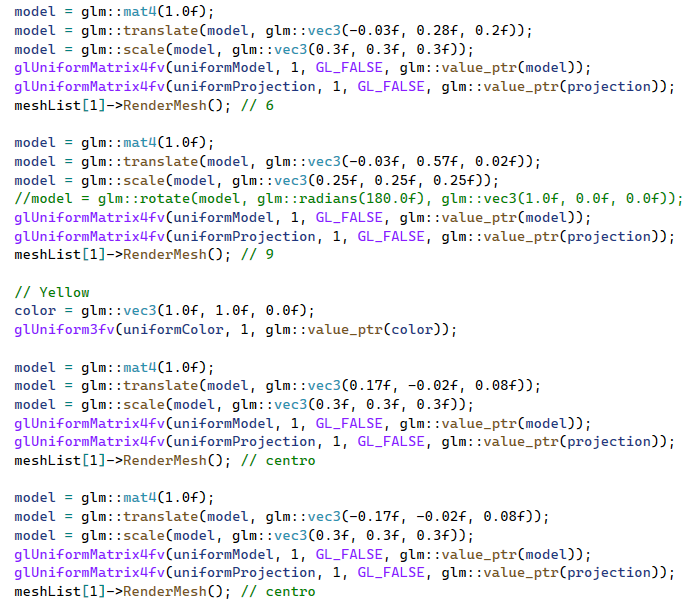 model = glm::mat4(1.0f);
model = glm::translate(model, glm::vec3(-0.03f, 0.28f, 0.2f));
model = glm::scale(model, glm::vec3(0.3f, 0.3f, 0.3f));
glUniformMatrix4fv(uniformModel, 1, GL_FALSE, glm::value_ptr(model));
glUniformMatrix4fv(uniformProjection, 1, GL_FALSE, glm::value_ptr(projection));
meshList[1]->RenderMesh(); // 6
model = glm::mat4(1.0f);
model = glm::translate(model, glm::vec3(-0.03f, 0.57f, 0.02f));
model = glm::scale(model, glm::vec3(0.25f, 0.25f, 0.25f));
//model = glm::rotate(model, glm::radians(180.0f), glm::vec3(1.0f, 0.0f, 0.0f));
glUniformMatrix4fv(uniformModel, 1, GL_FALSE, glm::value_ptr(model));
glUniformMatrix4fv(uniformProjection, 1, GL_FALSE, glm::value_ptr(projection));
meshList[1]->RenderMesh(); // 9
// Yellow
color = glm::vec3(1.0f, 1.0f, 0.0f);
glUniform3fv(uniformColor, 1, glm::value_ptr(color));
model = glm::mat4(1.0f);
model = glm::translate(model, glm::vec3(0.17f, -0.02f, 0.08f));
model = glm::scale(model, glm::vec3(0.3f, 0.3f, 0.3f));
glUniformMatrix4fv(uniformModel, 1, GL_FALSE, glm::value_ptr(model));
glUniformMatrix4fv(uniformProjection, 1, GL_FALSE, glm::value_ptr(projection));
meshList[1]->RenderMesh(); // centro
model = glm::mat4(1.0f);
model = glm::translate(model, glm::vec3(-0.17f, -0.02f, 0.08f));
model = glm::scale(model, glm::vec3(0.3f, 0.3f, 0.3f));
glUniformMatrix4fv(uniformModel, 1, GL_FALSE, glm::value_ptr(model));
glUniformMatrix4fv(uniformProjection, 1, GL_FALSE, glm::value_ptr(projection));
meshList[1]->RenderMesh(); // centro